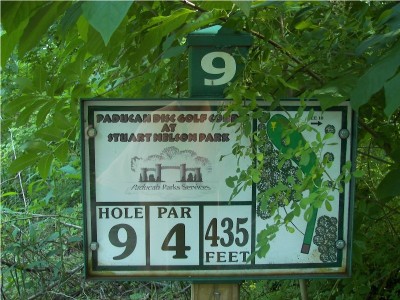 9
PADUCAH DISC GOLF COURSE
AT
STUART NELSON PARK
Paducah Parks Services
HOLE
9
PAR
4
435
FEET